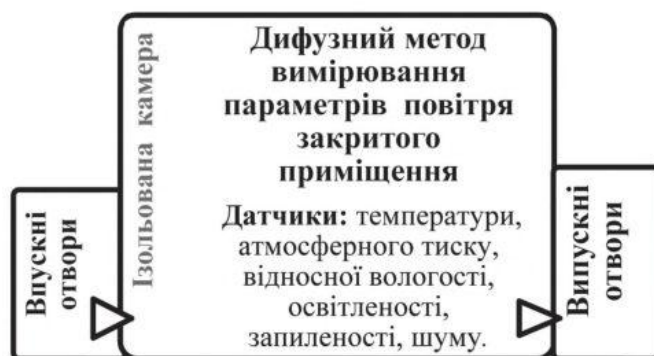 Впускні
отвори
Ізольована камера
Дифузний метод
вимірювання
параметрів повітря
закритого
приміщення
Датчики: температури,
атмосферного тиску,
відносної вологості,
освітленості,
запиленості, шуму.
Випускні
отвори